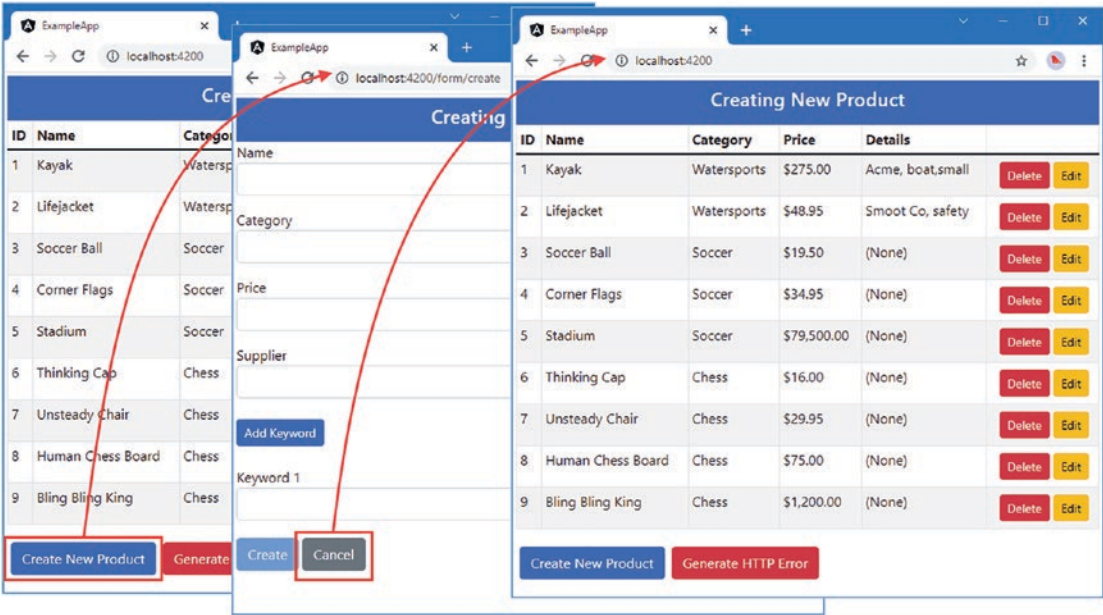 ExampleApp
localhost:4200
Cre
ID Name Categor
1 Kayak Watersp
2 Lifejacket Watersp
3 Soccer Ball Soccer
4 Corner Flags Soccer
5 Stadium Soccer
6 Thinking Cap Chess
7 Unsteady Chair Chess
8 Human Chess Board Chess
9 Bling Bling King Chess
Create New Product Generate
ExampleApp
localhost:4200/form/create
Creating
Name
Category
Price
Supplier
Add Keyword
Keyword 1
Create Cancel
ExampleApp
localhost:4200
Creating New Product
ID Name Category Price Details
1 Kayak Watersports $275.00 Acme, boat,small Delete Edit
2 Lifejacket Watersports $48.95 Smoot Co, safety Delete Edit
3 Soccer Ball Soccer $19.50 (None) Delete Edit
4 Corner Flags Soccer $34.95 (None) Delete Edit
5 Stadium Soccer $79,500.00 (None) Delete Edit
6 Thinking Cap Chess $16.00 (None) Delete Edit
7 Unsteady Chair Chess $29.95 (None) Delete Edit
8 Human Chess Board Chess $75.00 (None) Delete Edit
9 Bling Bling King Chess $1,200.00 (None) Delete Edit
Create New Product Generate HTTP Error